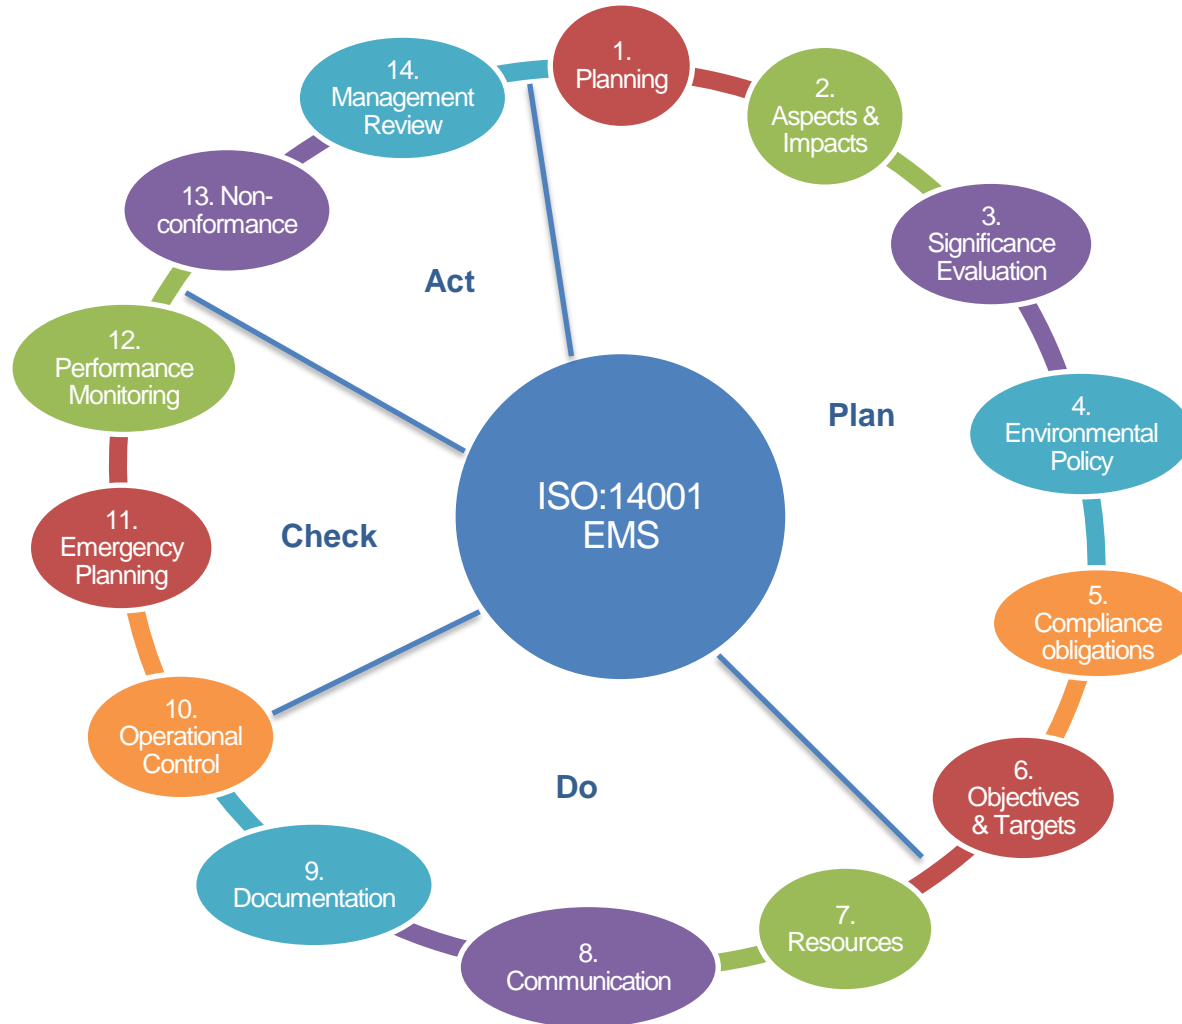 1.
Planning
2.
Aspects &
Impacts
3.
Significance
Evaluation
4.
Environmental
Policy
5.
Compliance
obligations
6.
Objectives
& Targets
7.
Resources
8.
Communication
9.
Documentation
10.
Operational
Control
11.
Emergency
Planning
12.
Performance
Monitoring
13. Non-
conformance
14.
Management
Review
Act
Plan
Check
Do
ISO:14001
EMS